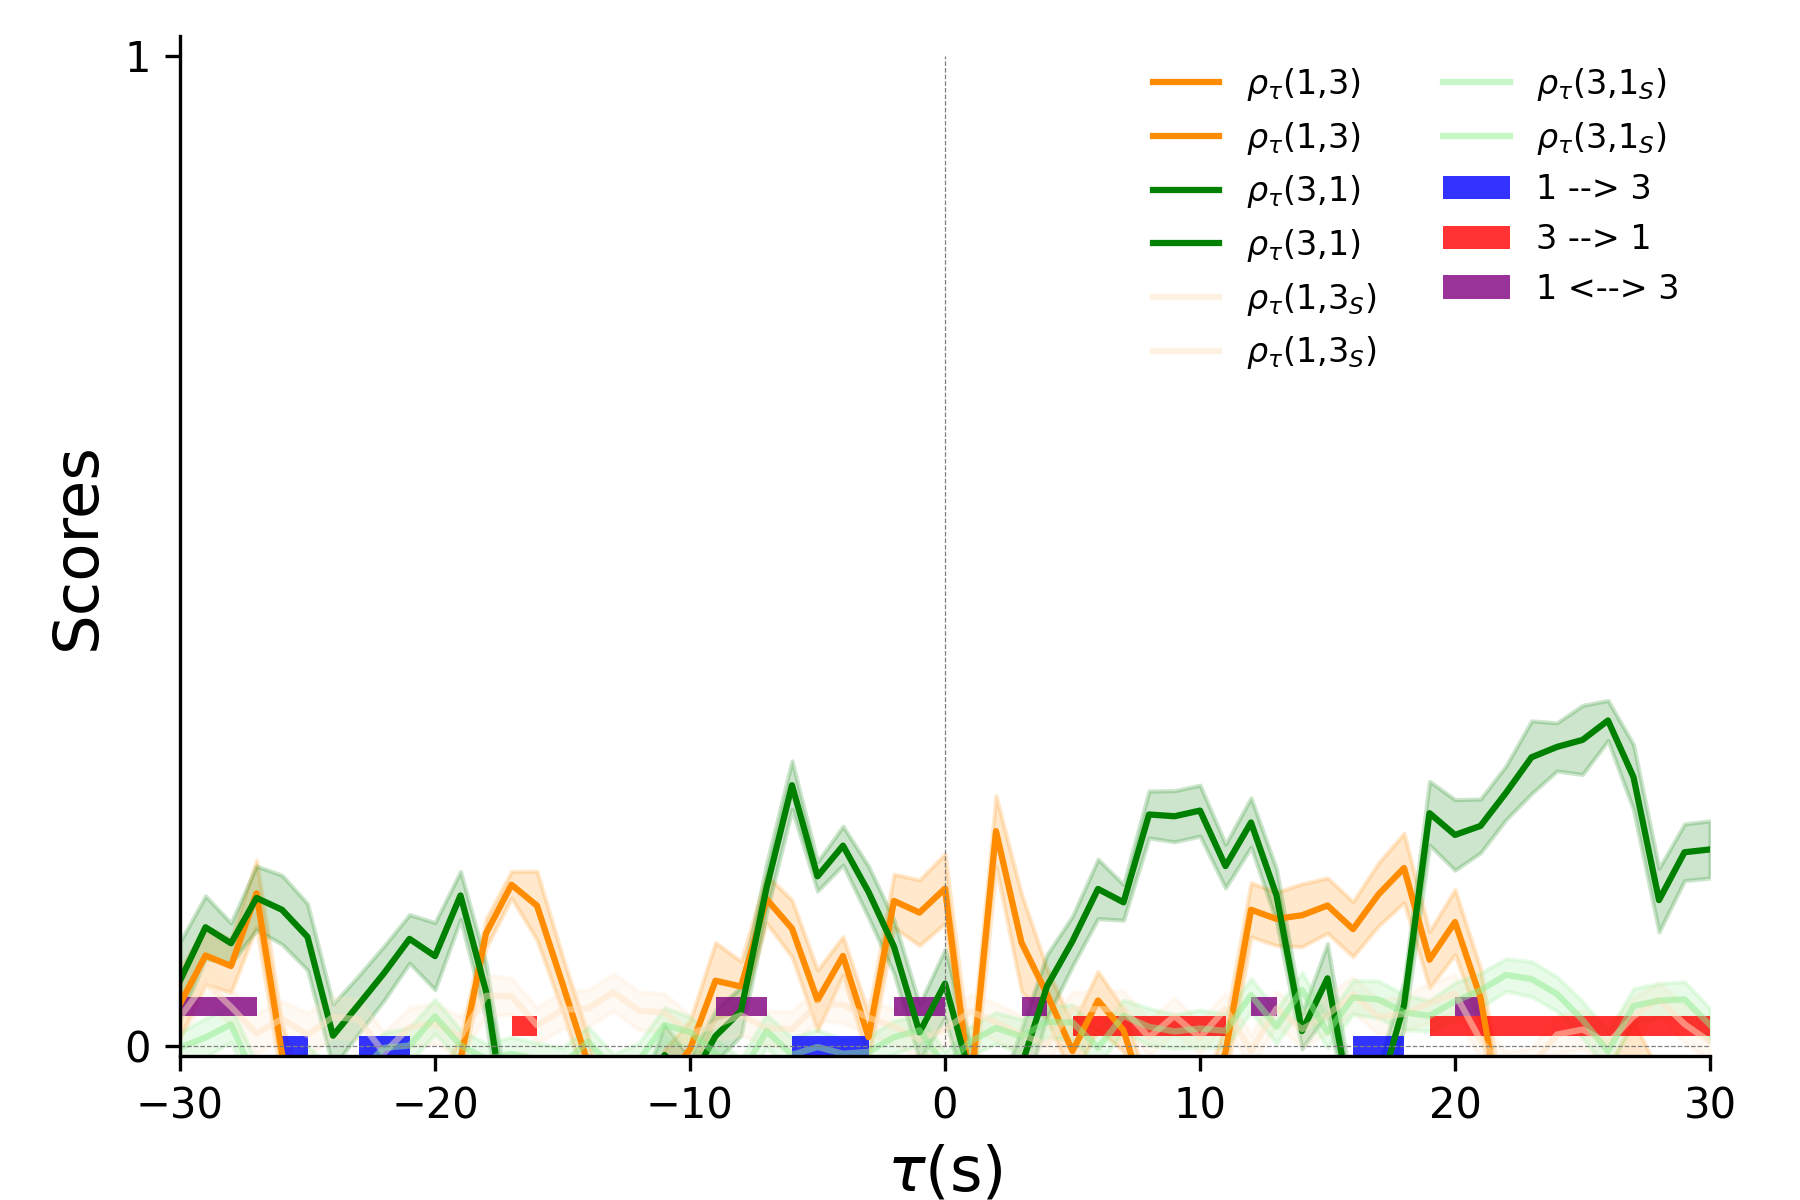 1
ρτ(1,3)
ρτ(1,3)
ρτ(3,1)
ρτ(3,1)
ρτ(1,3S)
ρτ(1,3S)
ρτ(3,1S)
ρτ(3,1S)
1 --> 3
3 --> 1
1 <--> 3
Scores
0
−30 −20 −10 0 10 20 30
τ(s)